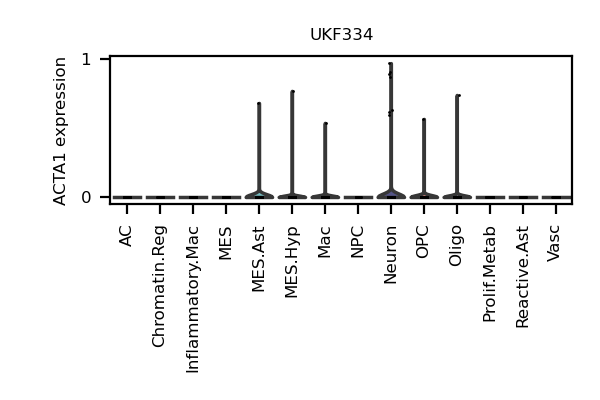 UKF334
ACTA1 expression
1
0
AC
Chromatin.Reg
Inflammatory.Mac
MES
MES.Ast
MES.Hyp
Mac
NPC
Neuron
OPC
Oligo
Prolif.Metab
Reactive.Ast
Vasc